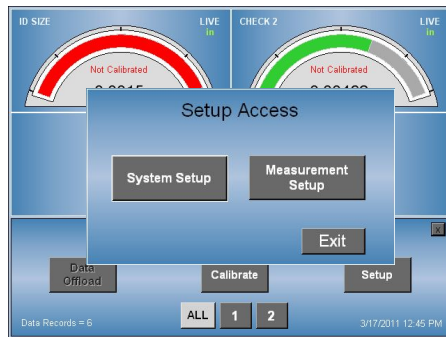 ID SIZE
LIVE
in
CHECK 2
LIVE
in
Not Calibrated
Not Calibrated
Setup Access
System Setup
Measurement
Setup
Exit
X
Data
Offload
Calibrate
Setup
ALL
1
2
Data Records = 6
3/17/2011 12:45 PM